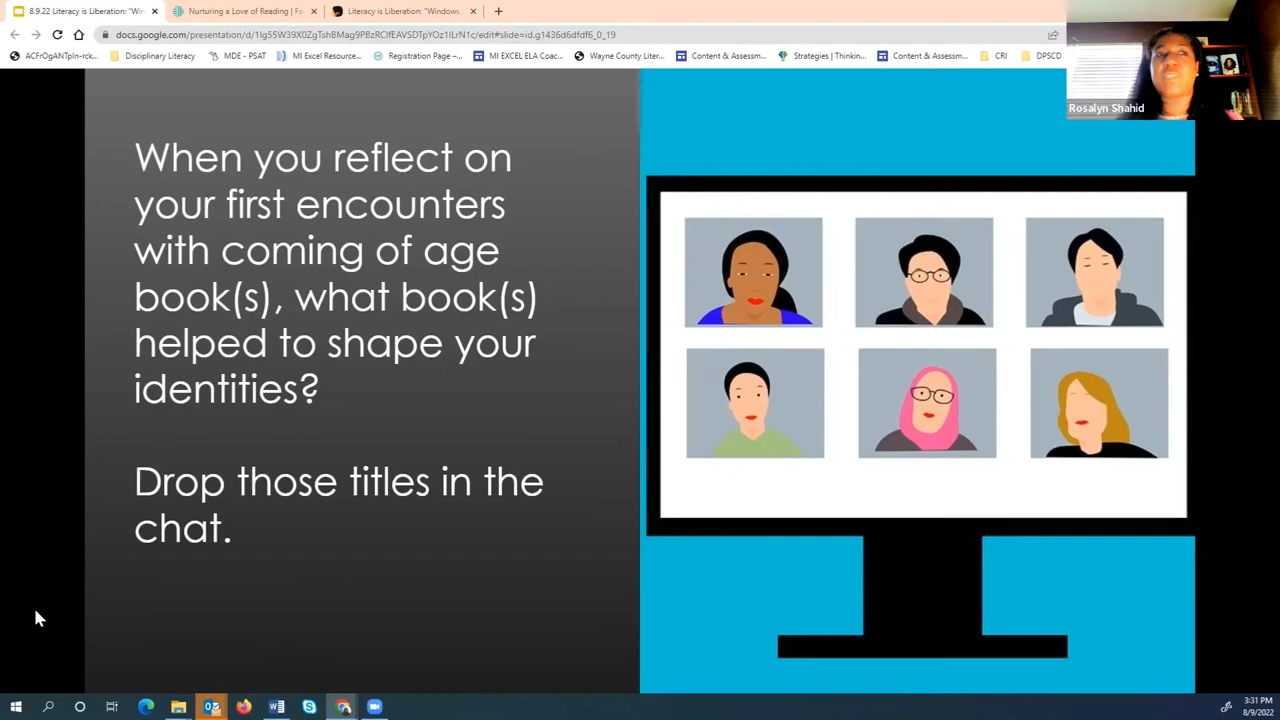 8.9.22 Literacy is Liberation: "Win
Nurturing a Love of Reading | Fa
Literacy is Liberation: "Windows,
docs.google.com/presentation/d/1Ig55W39X0ZgTshBMag9PBzRClfEAVSDTpYOz1ILrN1c/edit#slide=id.g1436d6dfdf6_0_19
ACFrOgANTpIn-rck...
Disciplinary Literacy
MDE - PSAT
MI EXCEL Resource...
Registration Page -...
MI EXCEL ELA Coac...
Wayne County Liter...
Content & Assessm...
Strategies | Thinkin...
Content & Assessm...
CRI
DPSCD
Rosalyn Shahid
When you reflect on
your first encounters
with coming of age
book(s), what book(s)
helped to shape your
identities?
Drop those titles in the
chat.
3:31 PM
8/9/2022